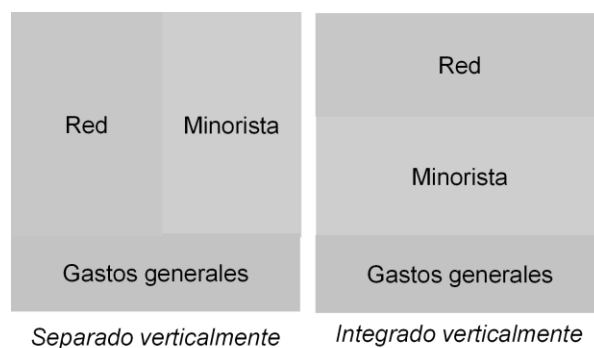 Red
Minorista
Gastos generales
Separado verticalmente
Red
Minorista
Gastos generales
Integrado verticalmente